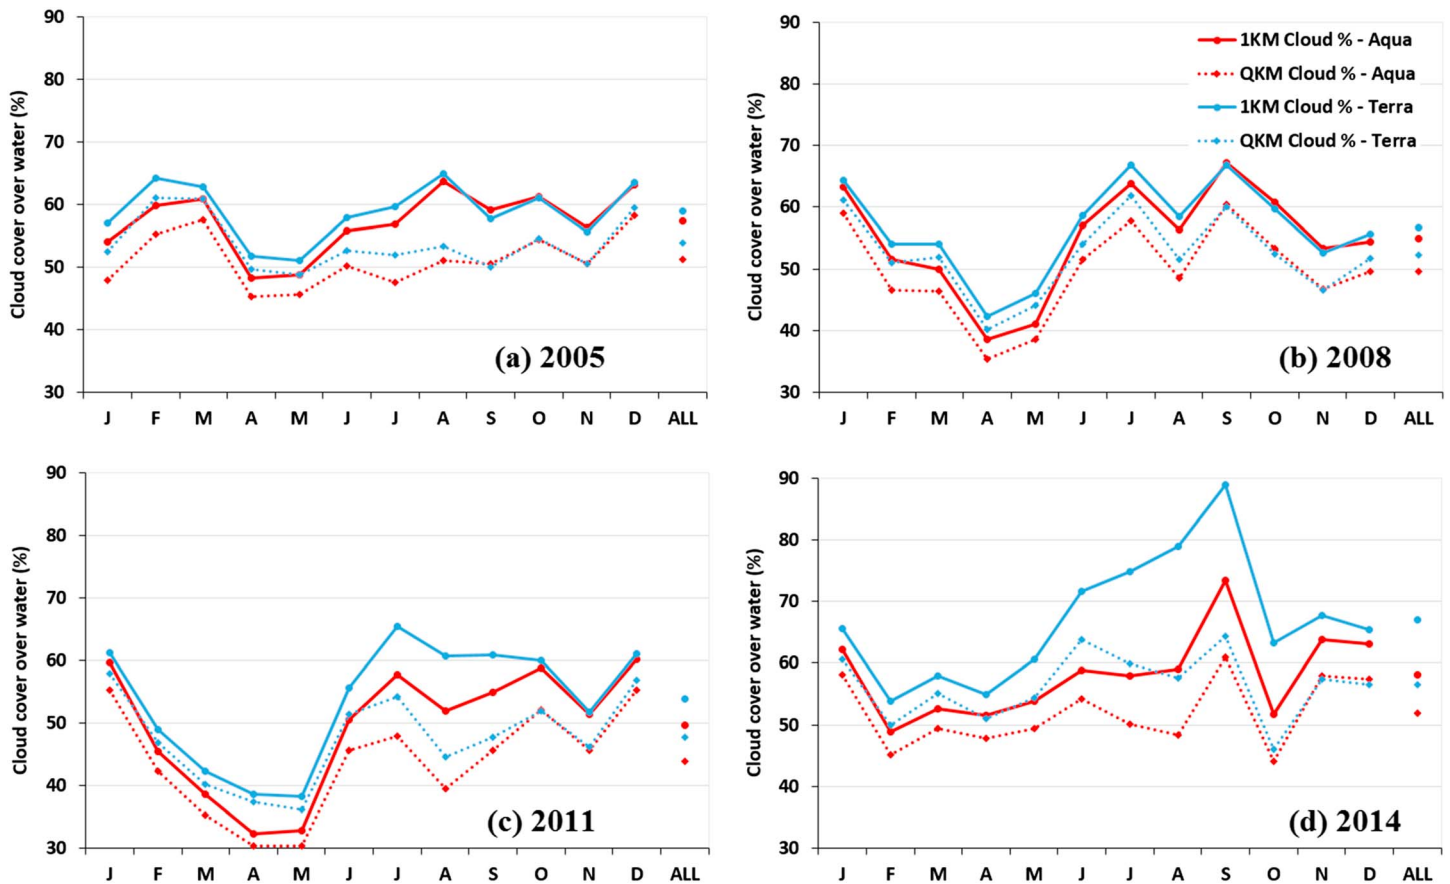 90
80
70
60
50
40
30
Cloud cover over water (%)
(a) 2005
J F M A M J J A S O N D ALL
90
80
70
60
50
40
30
Cloud cover over water (%)
1KM Cloud % - Aqua
QKM Cloud % - Aqua
1KM Cloud % - Terra
QKM Cloud % - Terra
(b) 2008
J F M A M J J A S O N D ALL
90
80
70
60
50
40
30
Cloud cover over water (%)
(c) 2011
J F M A M J J A S O N D ALL
90
80
70
60
50
40
30
Cloud cover over water (%)
(d) 2014
J F M A M J J A S O N D ALL